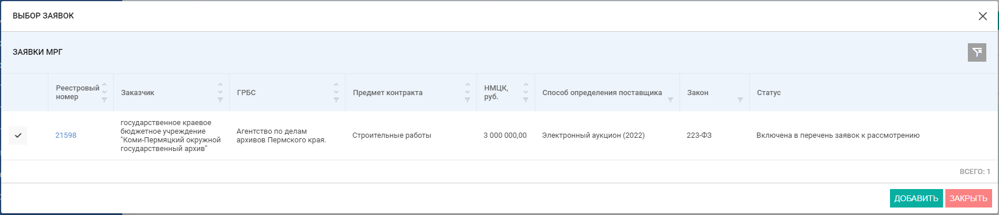 ВЫБОР ЗАЯВОК
ЗАЯВКИ МРГ
Реестровый
номер
Заказчик
ГРБС
Предмет контракта
НМЦК,
руб.
Способ определения поставщика
Закон
Статус
21598
государственное краевое
бюджетное учреждение
"Коми-Пермяцкий окружной
государственный архив"
Агентство по делам
архивов Пермского края.
Строительные работы
3 000 000,00
Электронный аукцион (2022)
223-ФЗ
Включена в перечень заявок к рассмотрению
ВСЕГО: 1
ДОБАВИТЬ
ЗАКРЫТЬ